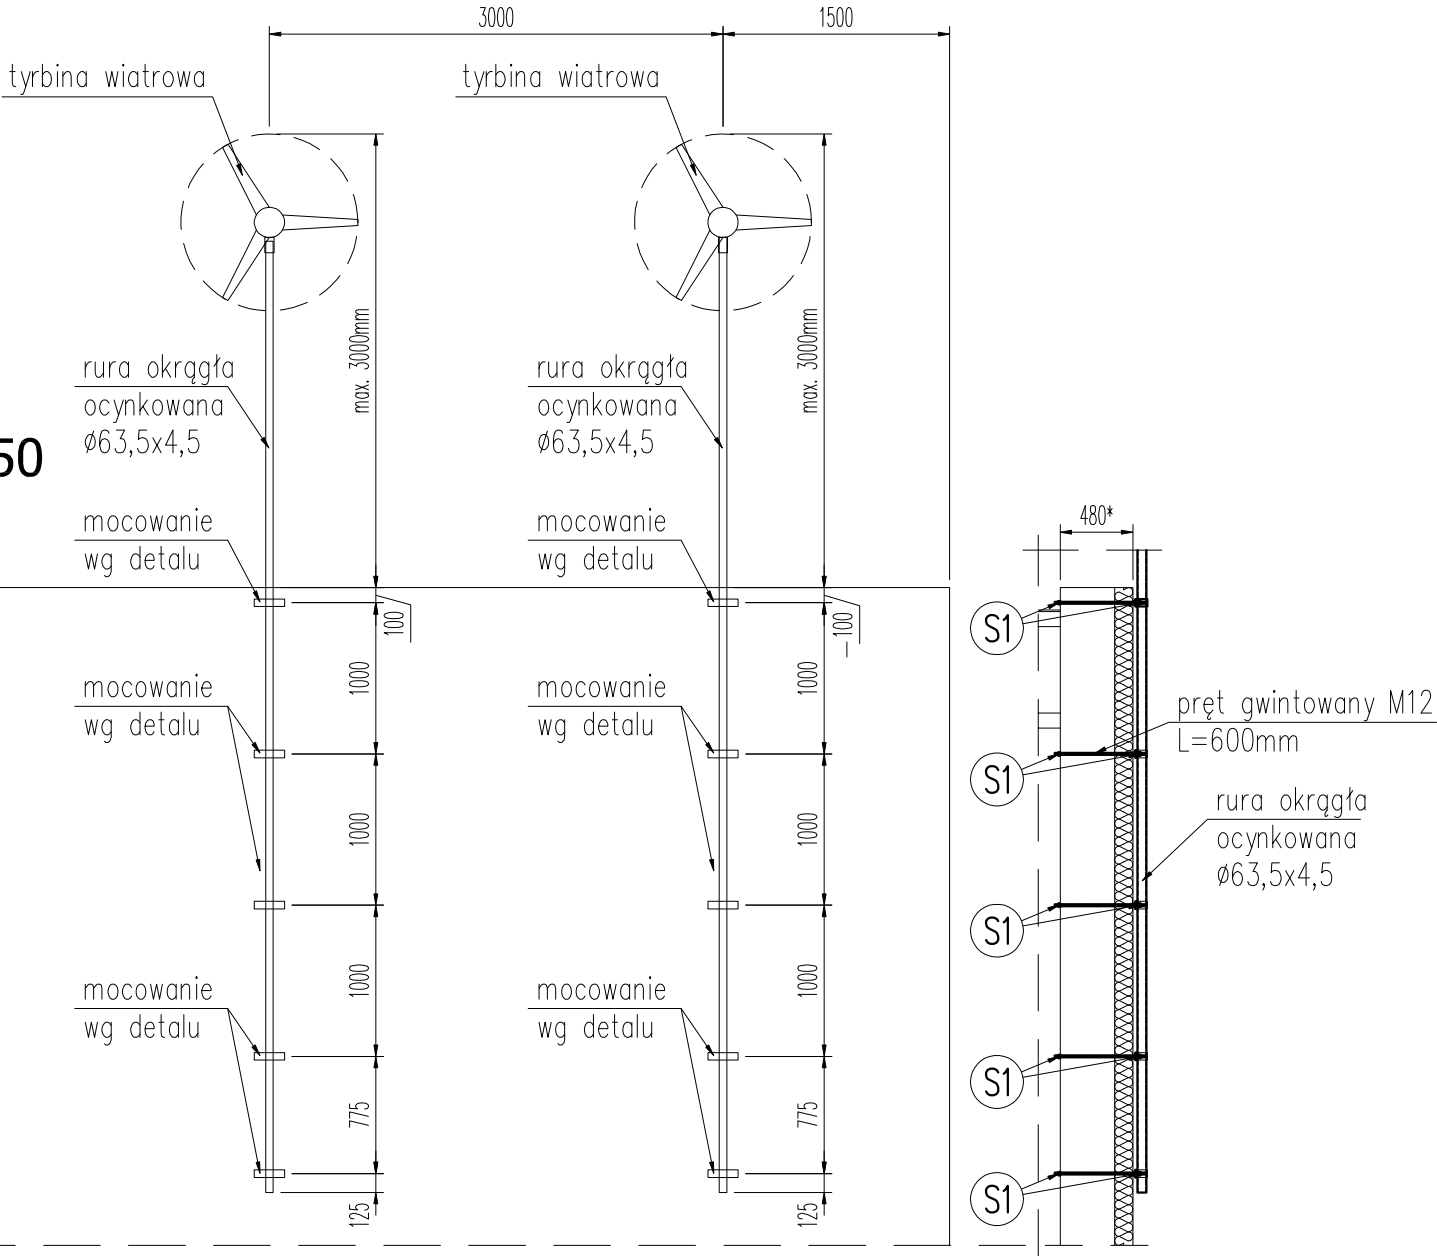 3000
1500
tyrbina wiatrowa
tyrbina wiatrowa
max. 3000mm
max. 3000mm
rura okrągła
ocynkowana
ø63,5x4,5
rura okrągła
ocynkowana
ø63,5x4,5
50
mocowanie
wg detalu
mocowanie
wg detalu
480*
100
100
S1
1000
1000
mocowanie
wg detalu
mocowanie
wg detalu
pręt gwintowany M12
L=600mm
S1
1000
1000
rura okrągła
ocynkowana
ø63,5x4,5
S1
1000
1000
mocowanie
wg detalu
mocowanie
wg detalu
S1
775
775
S1
125
125